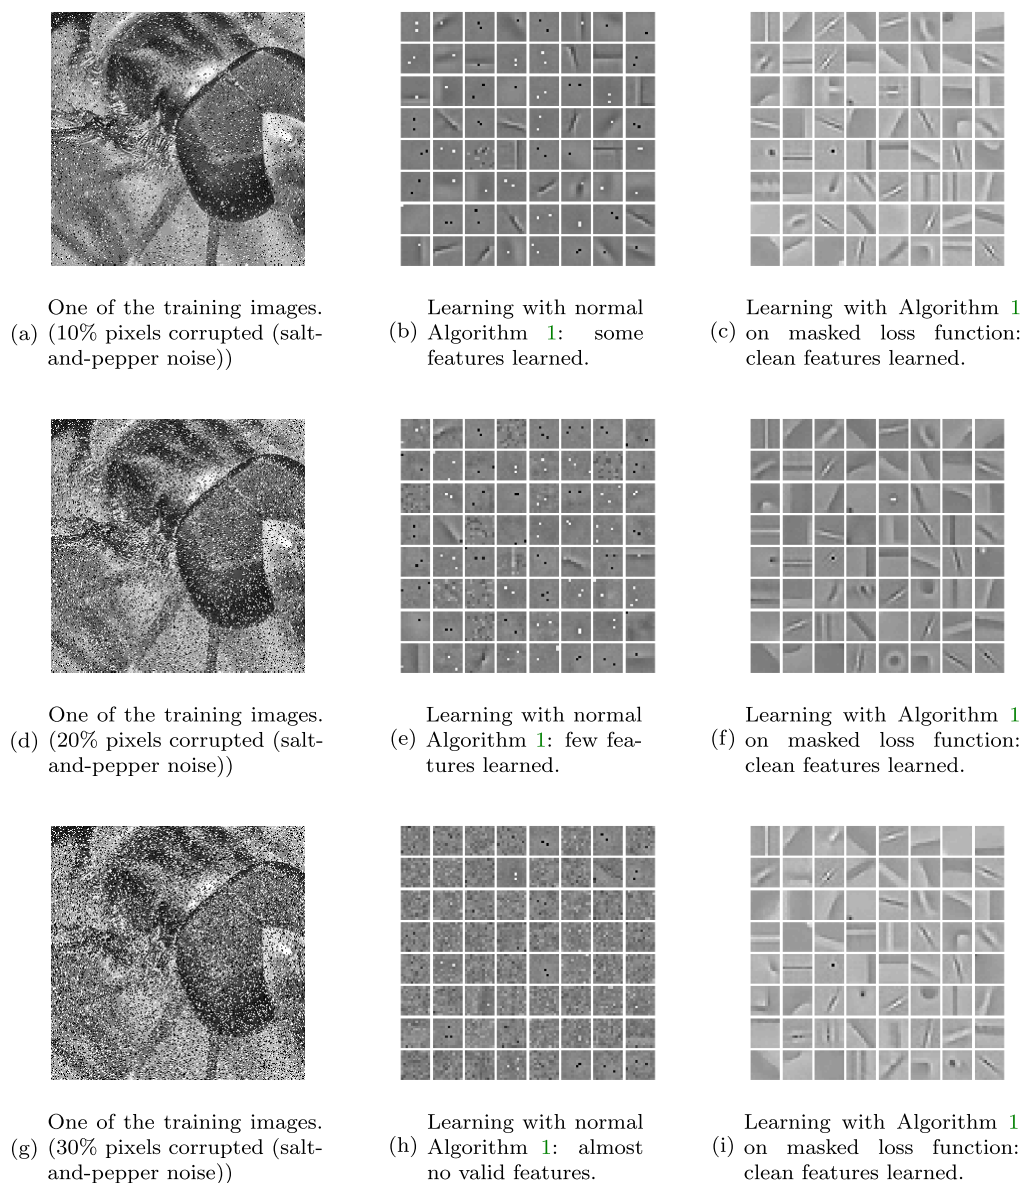 One of the training images.
(a) (10% pixels corrupted (salt-
and-pepper noise))
Learning with normal
(b) Algorithm 1: some
features learned.
Learning with Algorithm 1
(c) on masked loss function:
clean features learned.
One of the training images.
(d) (20% pixels corrupted (salt-
and-pepper noise))
Learning with normal
(e) Algorithm 1: few fea-
tures learned.
Learning with Algorithm 1
(f) on masked loss function:
clean features learned.
One of the training images.
(g) (30% pixels corrupted (salt-
and-pepper noise))
Learning with normal
(h) Algorithm 1: almost
no valid features.
Learning with Algorithm 1
(i) on masked loss function:
clean features learned.